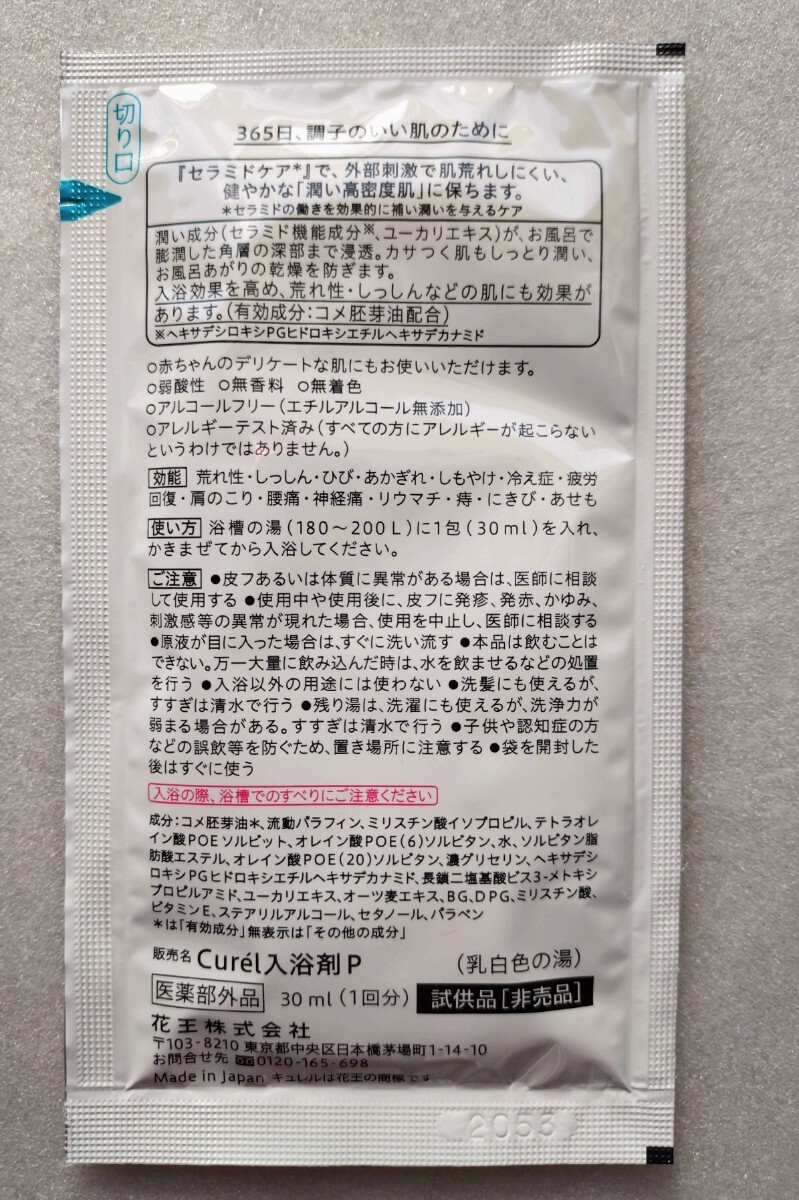 切り口
365日、調子のいい肌のために
『セラミドケア*』で、外部刺激で肌荒れしにくい、
健やかな「潤い高密度肌」に保ちます。
*セラミドの働きを効果的に補い潤いを与えるケア
潤い成分(セラミド機能成分※、ユーカリエキス)が、お風呂で
膨潤した角層の深部まで浸透。カサつく肌もしっとり潤い、
お風呂あがりの乾燥を防ぎます。
入浴効果を高め、荒れ性・しっしんなどの肌にも効果が
あります。(有効成分:コメ胚芽油配合)
※ヘキサデシロキシPGヒドロキシエチルヘキサデカナミド
○赤ちゃんのデリケートな肌にもお使いいただけます。
○弱酸性 ○無香料 ○無着色
○アルコールフリー(エチルアルコール無添加)
○アレルギーテスト済み(すべての方にアレルギーが起こらない
というわけではありません。)
効能 荒れ性・しっしん・ひび・あかぎれ・しもやけ・冷え症・疲労
回復・肩のこり・腰痛・神経痛・リウマチ・痔・にきび・あせも
使い方 浴槽の湯(180〜200L)に1包(30ml)を入れ、
かきまぜてから入浴してください。
ご注意 ●皮フあるいは体質に異常がある場合は、医師に相談
して使用する ●使用中や使用後に、皮フに発疹、発赤、かゆみ、
刺激感等の異常が現れた場合、使用を中止し、医師に相談する
●原液が目に入った場合は、すぐに洗い流す ●本品は飲むことは
できない。万一大量に飲み込んだ時は、水を飲ませるなどの処置
を行う ●入浴以外の用途には使わない ●洗髪にも使えるが、
すすぎは清水で行う ●残り湯は、洗濯にも使えるが、洗浄力が
弱まる場合がある。すすぎは清水で行う ●子供や認知症の方
などの誤飲等を防ぐため、置き場所に注意する ●袋を開封した
後はすぐに使う
入浴の際、浴槽でのすべりにご注意ください
成分:コメ胚芽油*、流動パラフィン、ミリスチン酸イソプロピル、テトラオレ
イン酸POEソルビット、オレイン酸POE(6)ソルビタン、水、ソルビタン脂
肪酸エステル、オレイン酸POE(20)ソルビタン、濃グリセリン、ヘキサデシ
ロキシPGヒドロキシエチルヘキサデカナミド、長鎖二塩基酸ビス3-メトキシ
プロピルアミド、ユーカリエキス、オーツ麦エキス、BG、DPG、ミリスチン酸、
ビタミンE、ステアリルアルコール、セタノール、パラベン
*は「有効成分」無表示は「その他の成分」
販売名 Curél入浴剤P (乳白色の湯)
医薬部外品 30ml(1回分) 試供品[非売品]
花王株式会社
〒103-8210 東京都中央区日本橋茅場町1-14-10
お問合せ先 0120-165-698
Made in Japan キュレルは花王の商標です
2053